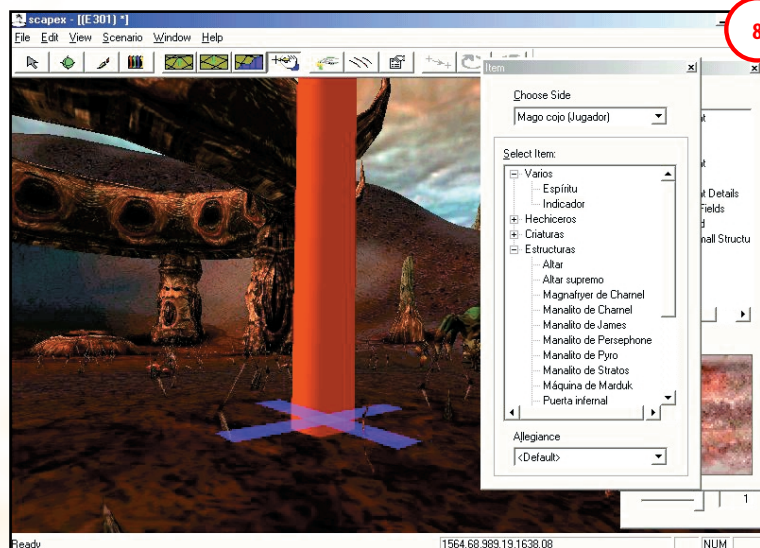 scapex - [(E301) *]
8
File Edit View Scenario Window Help
Item
Choose Side
Mago cojo (Jugador)
Select Item:
Varios
Espíritu
Indicador
Hechiceros
Criaturas
Estructuras
Altar
Altar supremo
Magnafryer de Charnel
Manalito de Charnel
Manalito de James
Manalito de Persephone
Manalito de Pyro
Manalito de Stratos
Máquina de Marduk
Puerta infernal
Allegiance
<Default>
Details
Fields
mall Structu
1
Ready
1564.68,989.19,1638.08
NUM